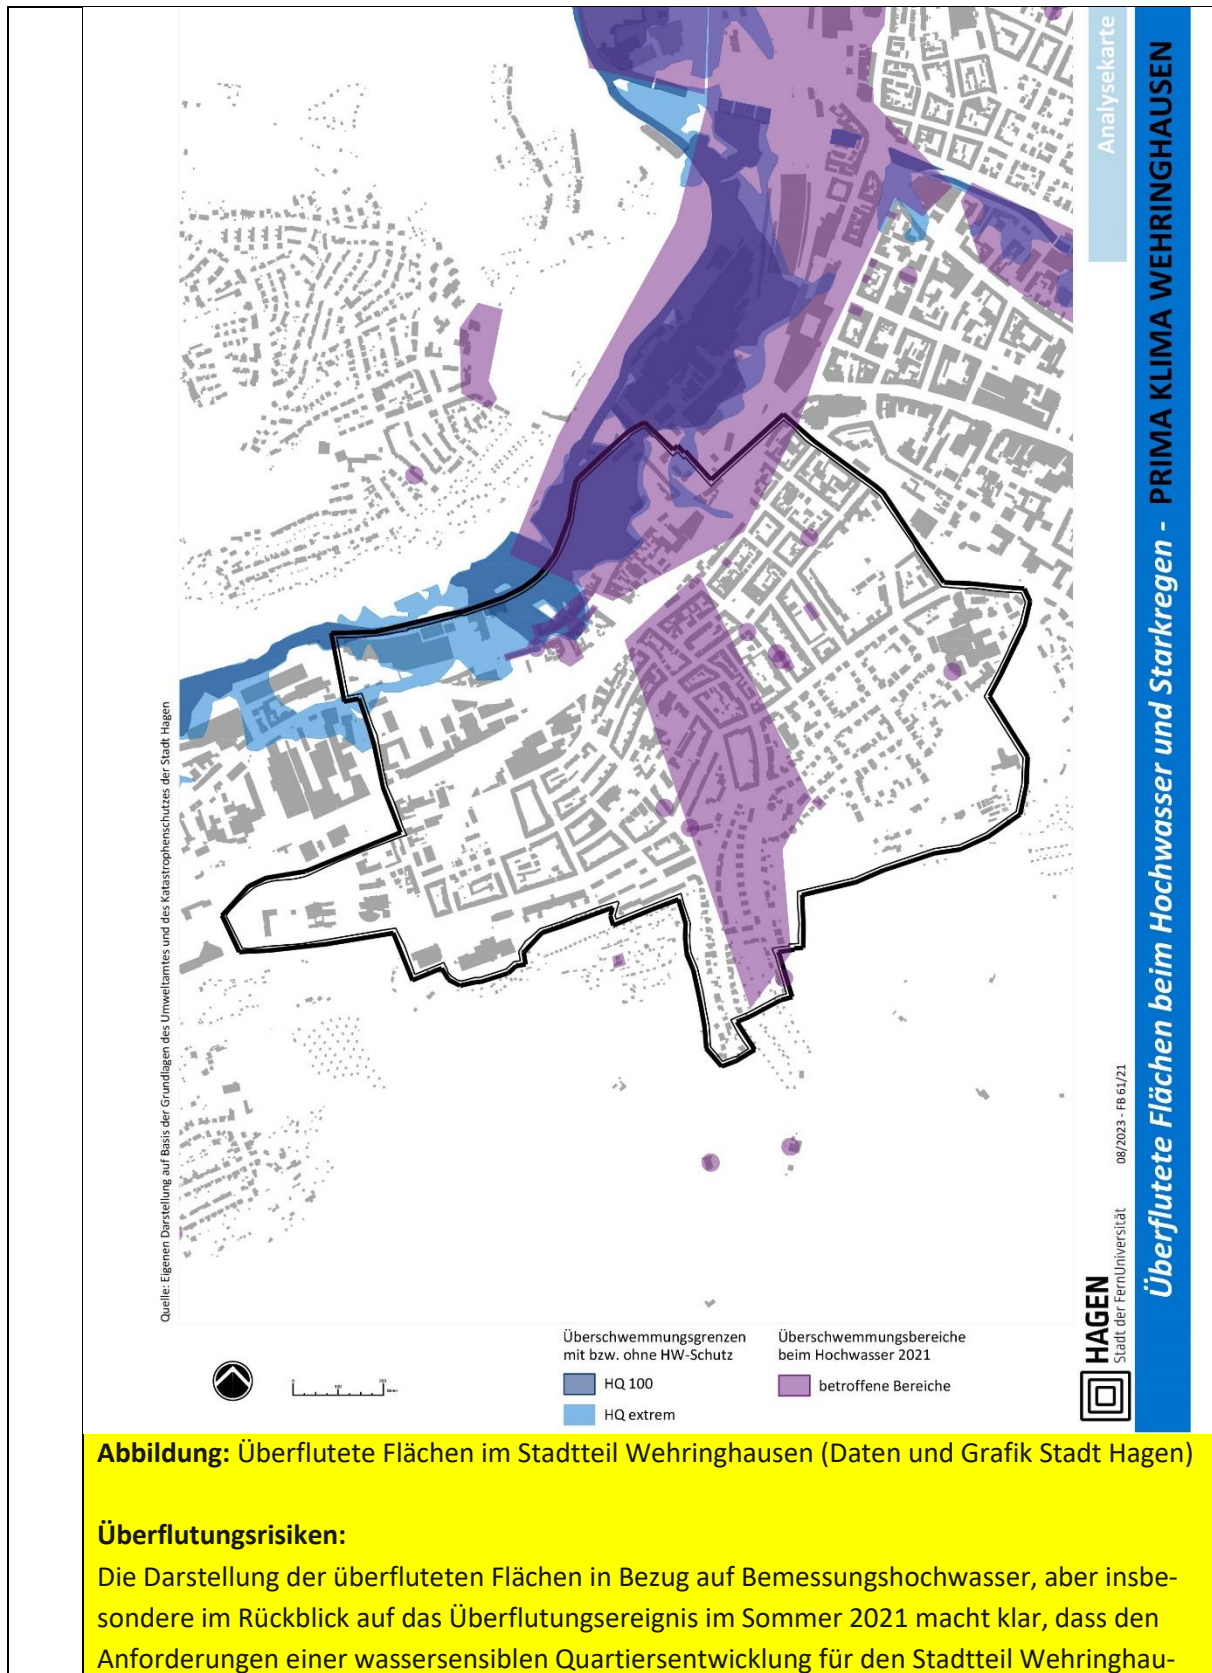 Analysekarte
Überflutete Flächen beim Hochwasser und Starkregen - PRIMA KLIMA WEHRINGHAUSEN
Quelle: Eigenen Darstellung auf Basis der Grundlagen des Umweltamtes und des Katastrophenschutzes der Stadt Hagen
08/2023 - FB 61/21
HAGEN
Stadt der FernUniversität
Überschwemmungsgrenzen
mit bzw. ohne HW-Schutz
HQ 100
HQ extrem
Überschwemmungsbereiche
beim Hochwasser 2021
betroffene Bereiche
0 100 200
Meter
Abbildung: Überflutete Flächen im Stadtteil Wehringhausen (Daten und Grafik Stadt Hagen)
Überflutungsrisiken:
Die Darstellung der überfluteten Flächen in Bezug auf Bemessungshochwasser, aber insbe-
sondere im Rückblick auf das Überflutungsereignis im Sommer 2021 macht klar, dass den
Anforderungen einer wassersensiblen Quartiersentwicklung für den Stadtteil Wehringhau-